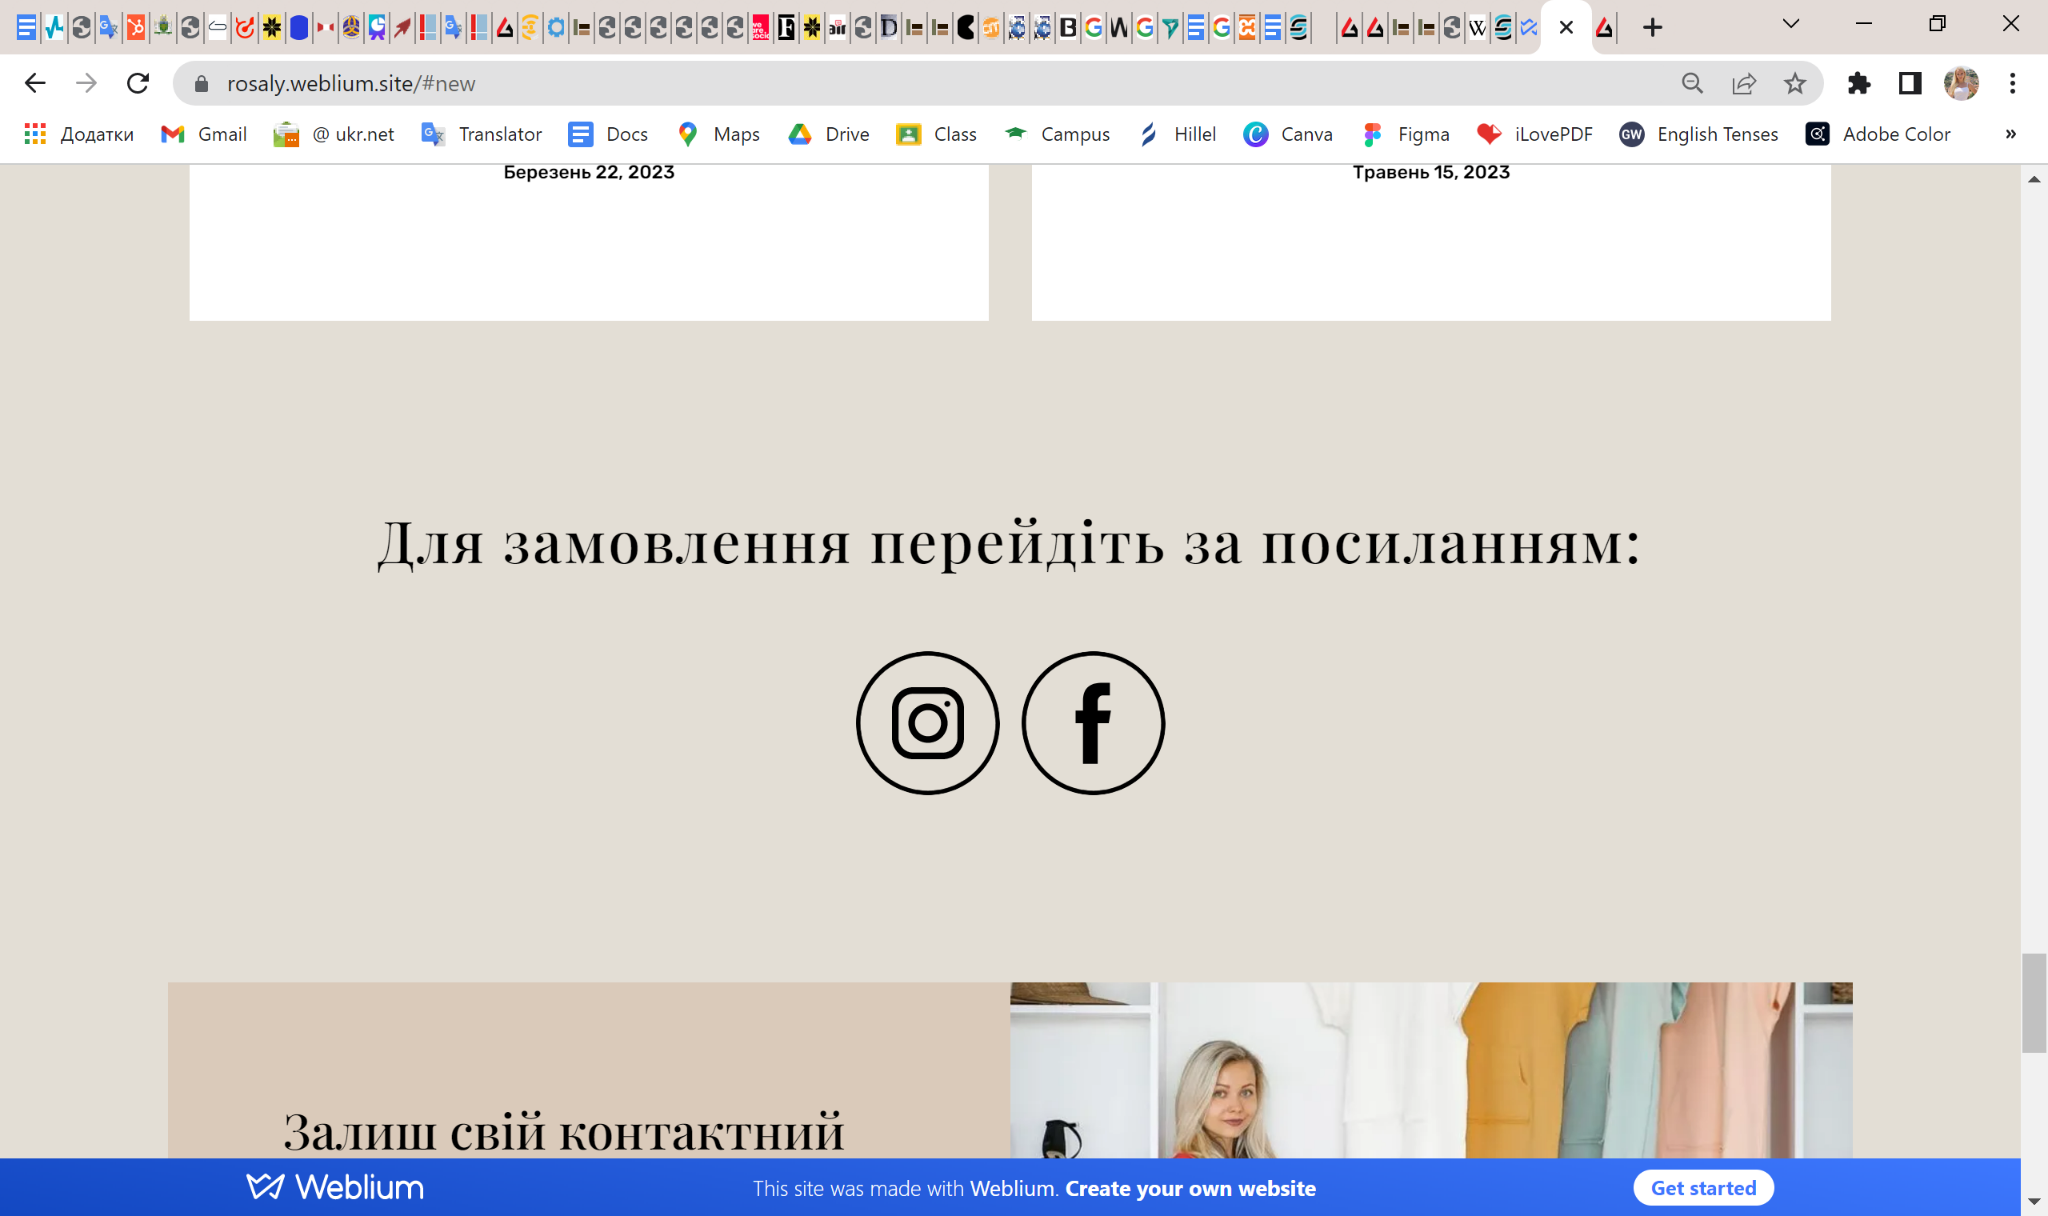 rosaly.weblium.site/#new
Додатки Gmail @ ukr.net Translator Docs Maps Drive Class Campus Hillel Canva Figma iLovePDF GW English Tenses Adobe Color »
Березень 22, 2023 Травень 15, 2023
Для замовлення перейдіть за посиланням:
Залиш свій контактний
Weblium This site was made with Weblium. Create your own website Get started